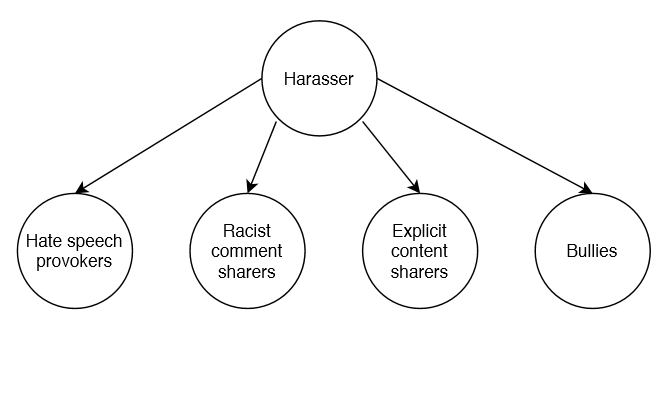 Harasser
Hate speech
provokers
Racist
comment
sharers
Explicit
content
sharers
Bullies